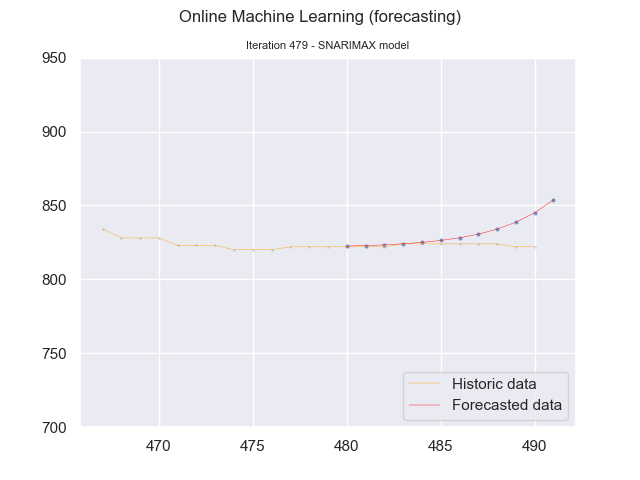 Online Machine Learning (forecasting)
Iteration 479 - SNARIMAX model
950
900
850
800
750
700
470
475
480
485
490
Historic data
Forecasted data